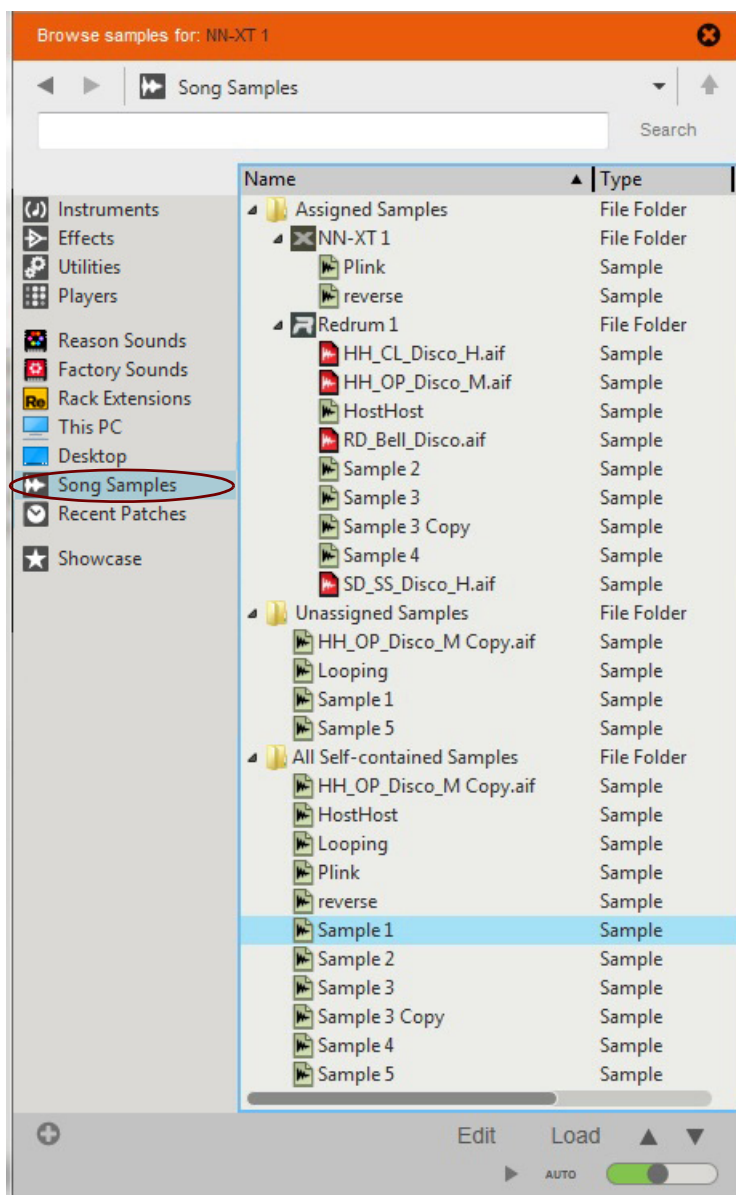 Browse samples for: NN-XT 1
Song Samples
Search
Name Type
Instruments
Effects
Utilities
Players
Reason Sounds
Factory Sounds
Re Rack Extensions
This PC
Desktop
Song Samples
Recent Patches
Showcase
Assigned Samples File Folder
NN-XT 1 File Folder
Plink Sample
reverse Sample
Redrum 1 File Folder
HH_CL_Disco_H.aif Sample
HH_OP_Disco_M.aif Sample
HostHost Sample
RD_Bell_Disco.aif Sample
Sample 2 Sample
Sample 3 Sample
Sample 3 Copy Sample
Sample 4 Sample
SD_SS_Disco_H.aif Sample
Unassigned Samples File Folder
HH_OP_Disco_M Copy.aif Sample
Looping Sample
Sample 1 Sample
Sample 5 Sample
All Self-contained Samples File Folder
HH_OP_Disco_M Copy.aif Sample
HostHost Sample
Looping Sample
Plink Sample
reverse Sample
Sample 1 Sample
Sample 2 Sample
Sample 3 Sample
Sample 3 Copy Sample
Sample 4 Sample
Sample 5 Sample
Edit Load
AUTO